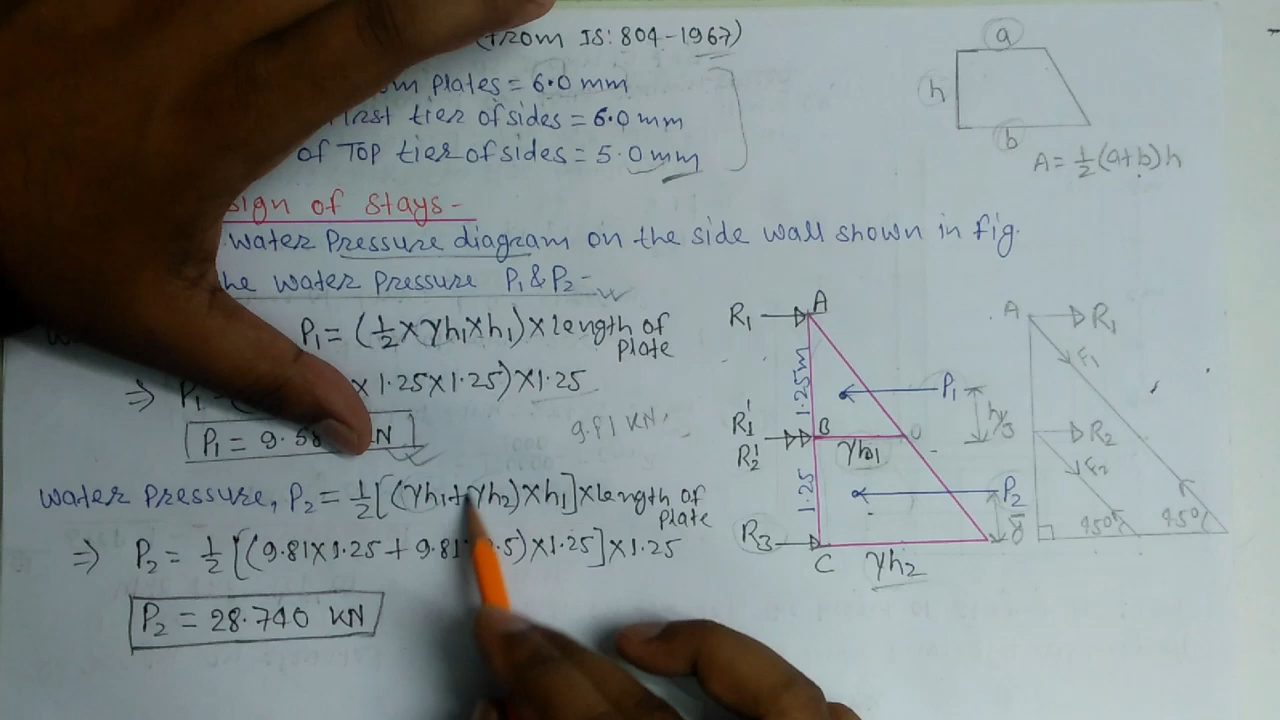 (from IS: 804-1967)
plates = 6.0 mm
tier of sides = 6.0 mm
of Top tier of sides = 5.0 mm
sign of stays-
water pressure diagram on the side wall shown in fig.
he water pressure P₁ & P₂ -
P₁ = (½ × γh₁ × h₁) × length of plate
⇒ P₁ × 1.25 × 1.25) × 1.25
P₁ = 9.58 N
9.81 KN.
water pressure, P₂ = ½ [(γh₁ + γh₂) × h₁] × length of plate
⇒ P₂ = ½ [(9.81 × 1.25 + 9.81 .5) × 1.25] × 1.25
P₂ = 28.740 KN
a
h
b
A = ½ (a+b) h
R₁ A
1.25m
P₁
h/3
R₁'
R₂'
B
γh₁
1.25
P₂
ȳ
R₃
C
γh₂
A R₁
F₁
R₂
F₂
45° 45°